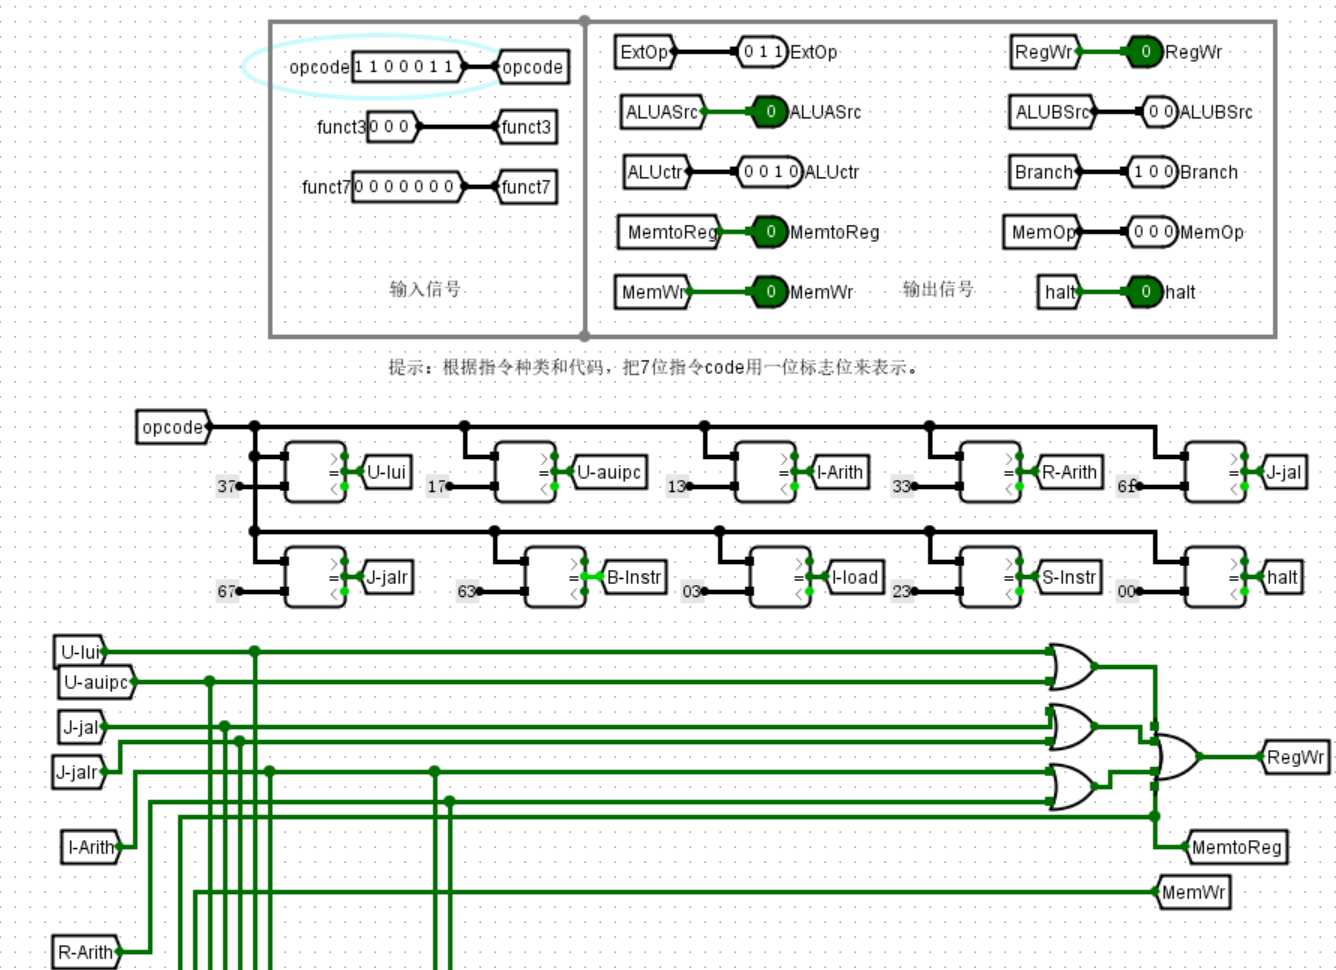 opcode 1 1 0 0 0 1 1 opcode
funct3 0 0 0 funct3
funct7 0 0 0 0 0 0 0 funct7
输入信号
ExtOp 0 1 1 ExtOp
RegWr 0 RegWr
ALUASrc 0 ALUASrc
ALUBSrc 0 0 ALUBSrc
ALUctr 0 0 1 0 ALUctr
Branch 1 0 0 Branch
MemtoReg 0 MemtoReg
MemOp 0 0 0 MemOp
MemWr 0 MemWr
输出信号
halt 0 halt
提示：根据指令种类和代码，把7位指令code用一位标志位来表示。
opcode
37 > = < U-lui
17 > = < U-auipc
13 > = < I-Arith
33 > = < R-Arith
6f > = < J-jal
67 > = < J-jalr
63 > = < B-Instr
03 > = < I-load
23 > = < S-Instr
00 > = < halt
U-lui
U-auipc
J-jal
J-jalr
RegWr
I-Arith
MemtoReg
MemWr
R-Arith